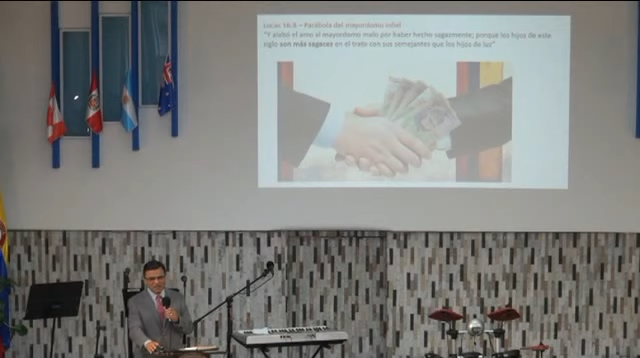 Lucas 16:8 – Parábola del mayordomo infiel
"Y alabó el amo al mayordomo malo por haber hecho sagazmente; porque los hijos de este
siglo son más sagaces en el trato con sus semejantes que los hijos de luz"